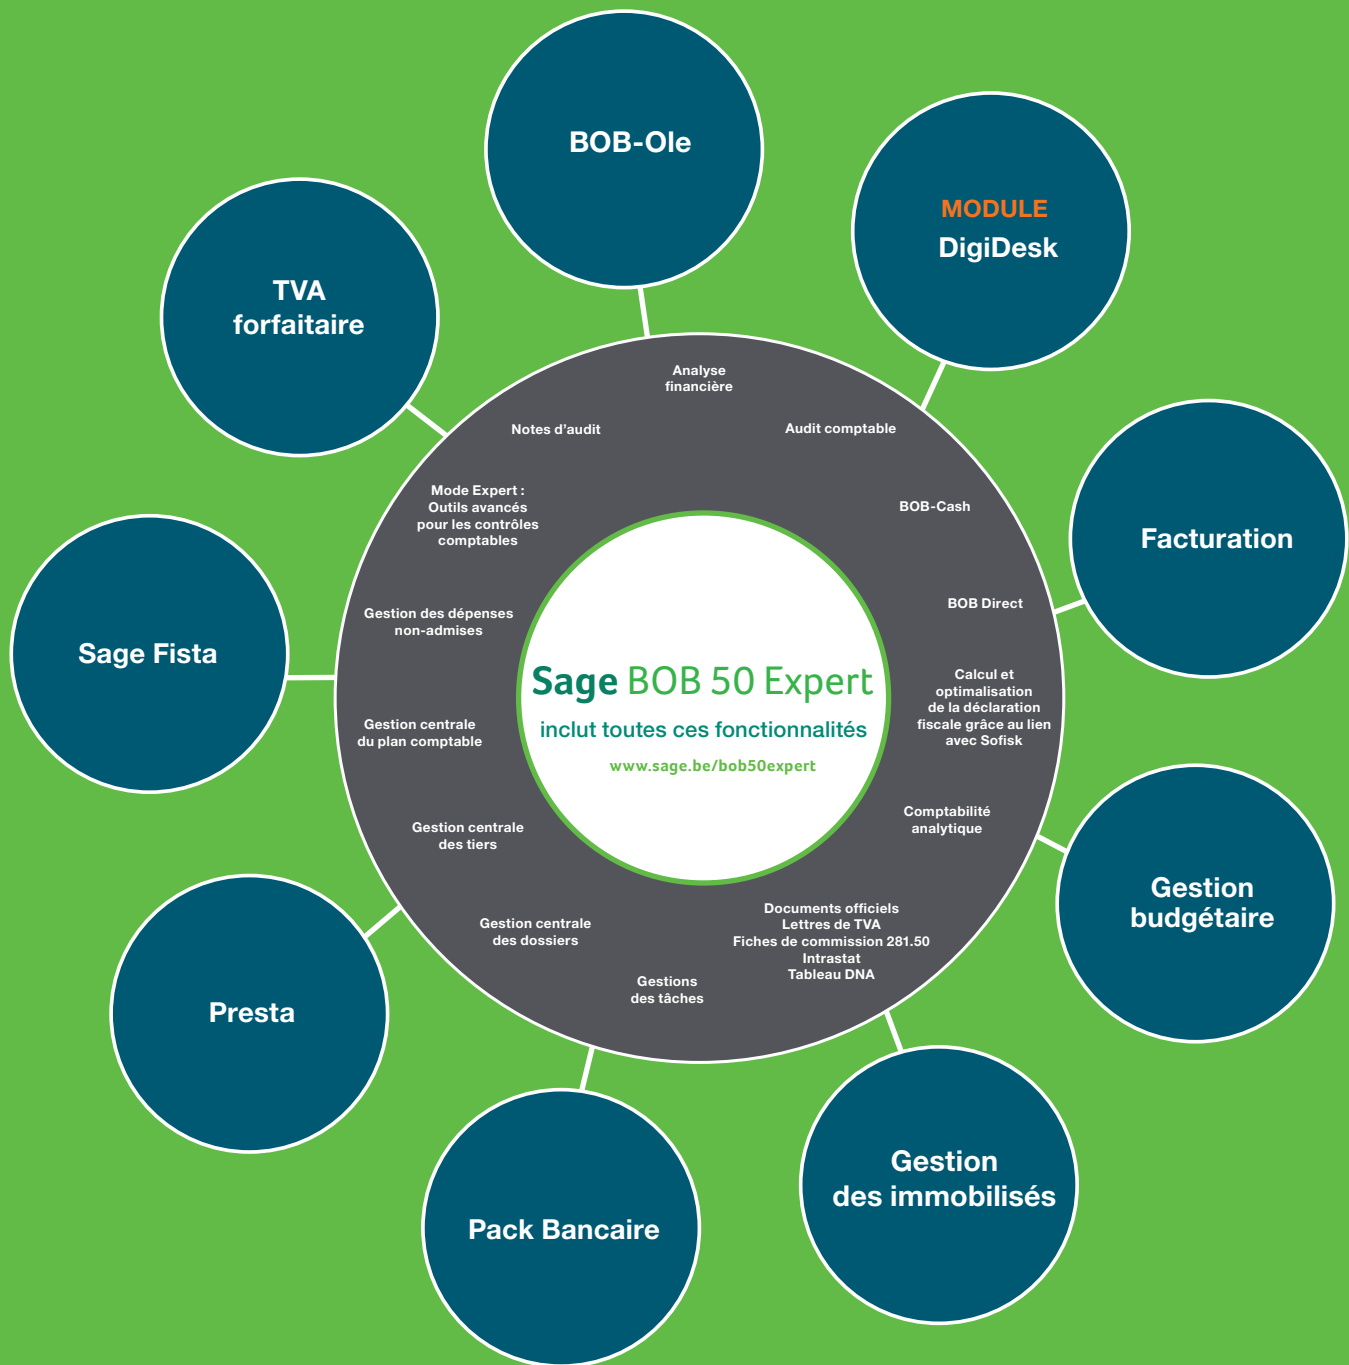 BOB-Ole
MODULE
DigiDesk
TVA
forfaitaire
Facturation
Sage Fista
Gestion
budgétaire
Presta
Gestion
des immobilisés
Pack Bancaire
Analyse
financière
Notes d'audit
Audit comptable
Mode Expert :
Outils avancés
pour les contrôles
comptables
BOB-Cash
Gestion des dépenses
non-admises
BOB Direct
Calcul et
optimalisation
de la déclaration
fiscale grâce au lien
avec Sofisk
Gestion centrale
du plan comptable
Comptabilité
analytique
Gestion centrale
des tiers
Documents officiels
Lettres de TVA
Fiches de commission 281.50
Intrastat
Tableau DNA
Gestion centrale
des dossiers
Gestions
des tâches
Sage BOB 50 Expert
inclut toutes ces fonctionnalités
www.sage.be/bob50expert